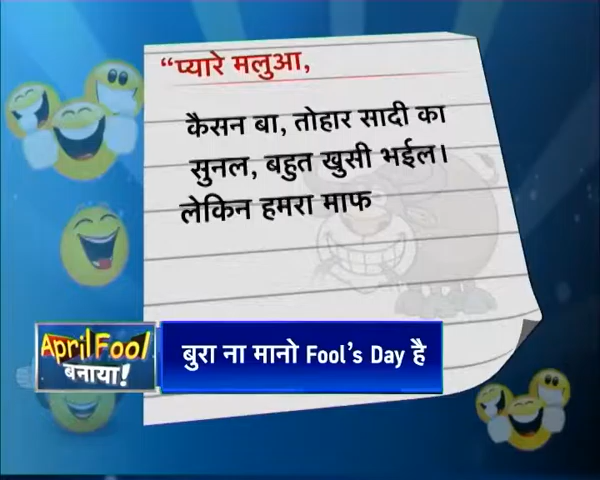 “प्यारे मलुआ,
कैसन बा, तोहार सादी का
सुनल, बहुत खुसी भईल।
लेकिन हमरा माफ
April Fool
बनाया!
बुरा ना मानो Fool’s Day है